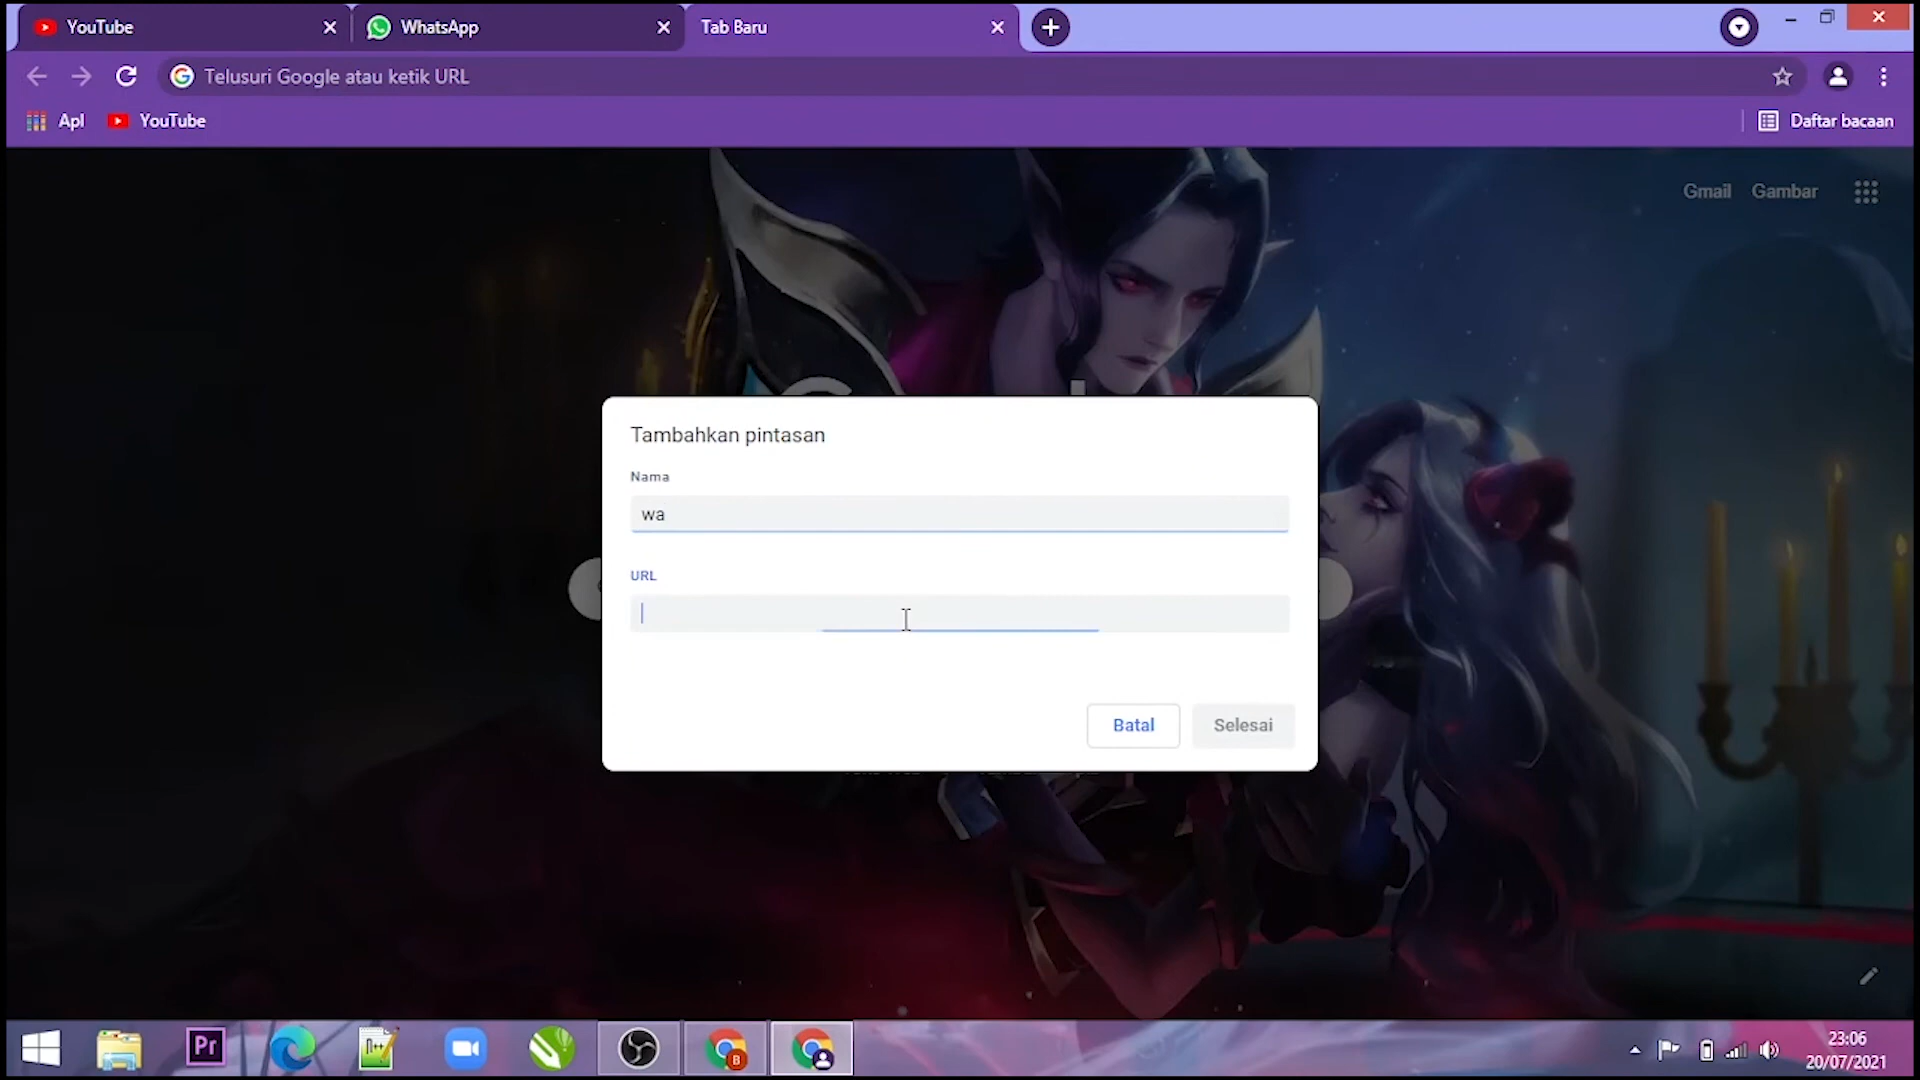 YouTube
WhatsApp
Tab Baru
Telusuri Google atau ketik URL
Apl
YouTube
Daftar bacaan
Gmail
Gambar
Tambahkan pintasan
Nama
wa
URL
Batal
Selesai
Pr
B
23:06
20/07/2021